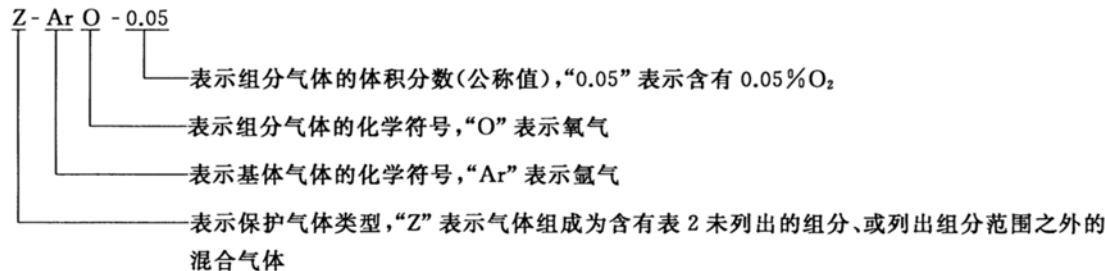 Z-ArO-0.05
表示组分气体的体积分数(公称值),“0.05”表示含有 0.05%O₂
表示组分气体的化学符号,“O”表示氧气
表示基体气体的化学符号,“Ar”表示氩气
表示保护气体类型,“Z”表示气体组成为含有表 2 未列出的组分、或列出组分范围之外的
混合气体